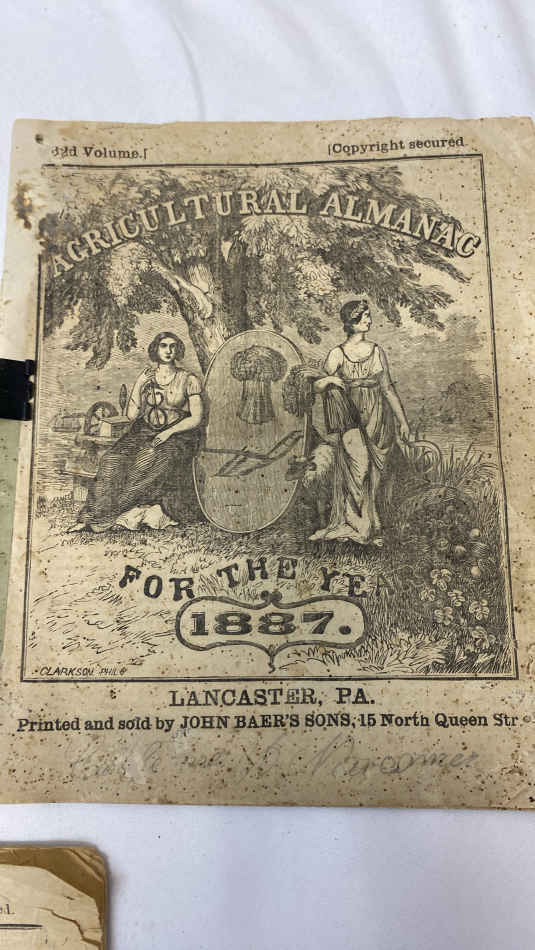 2d Volume.]
[Copyright secured
AGRICULTURAL ALMANAC
FOR THE YEA
1887.
CLARKSON PHILA
LANCASTER, PA.
Printed and sold by JOHN BAER'S SONS, 15 North Queen Str.
d.